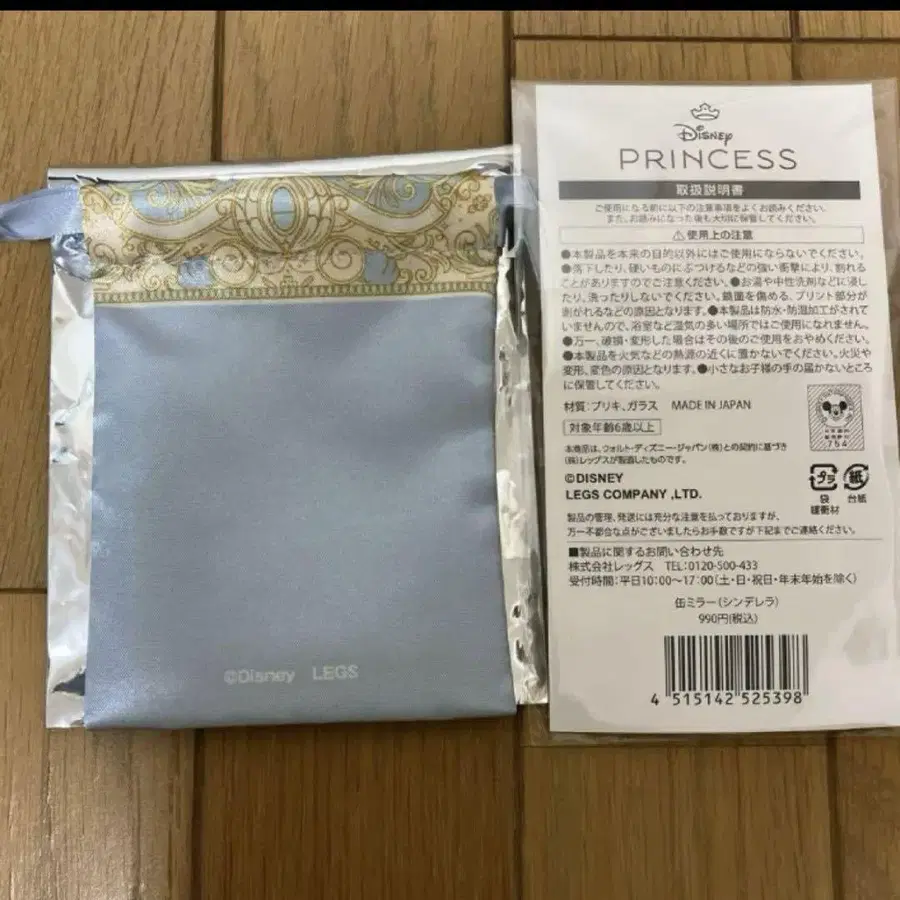 ©Disney LEGS
Disney
PRINCESS
取扱説明書
ご使用になる前に以下の注意事項をよくお読みください。
また、お読みになった後も大切に保管してください。
⚠使用上の注意
●本製品を本来の目的以外にはご使用にならないでください。
●落下したり、硬いものにぶつけるなどの強い衝撃により、割れる
ことがありますのでご注意ください。●お湯や中性洗剤などに浸し
たり、洗ったりしないでください。鏡面を傷める、プリント部分が
剥がれるなどの原因となります。●本製品は防水・防湿加工がされて
いませんので、浴室など湿気の多い場所ではご使用になれません。
●万一、破損・変形した場合はその後のご使用をおやめください。
●本製品を火気などの熱源の近くに置かないでください。火災や
変形、変色の原因となります。●小さなお子様の手の届かないところ
に保管してください。
材質：ブリキ、ガラス MADE IN JAPAN
対象年齢6歳以上
本商品は、ウォルト・ディズニー・ジャパン(株)との契約に基づき
(株)レッグスが製造したものです。
754
©DISNEY
LEGS COMPANY ,LTD.
プラ 紙
袋 台紙
緩衝材
製品の管理、発送には充分な注意を払っておりますが、
万一不都合な点がございましたらお手数ですが下記までご連絡ください。
■製品に関するお問い合わせ先
株式会社レッグス TEL:0120-500-433
受付時間：平日10:00〜17:00(土・日・祝日・年末年始を除く)
缶ミラー(シンデレラ)
990円(税込)
4 515142 525398